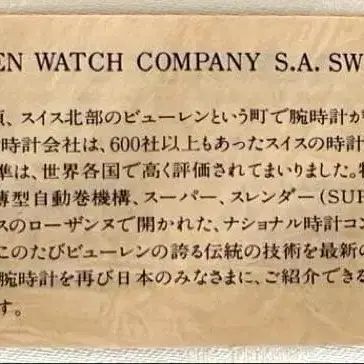 EN WATCH COMPANY S.A. SW
頃、スイス北部のビューレンという町で腕時計が
時計会社は、600社以上もあったスイスの時計
準は、世界各国で高く評価されてまいりました。
薄型自動巻機構、スーパー、スレンダー(SUP
スのローザンヌで開かれた、ナショナル時計コン
このたびビューレンの誇る伝統の技術を最新の
腕時計を再び日本のみなさまに、ご紹介できる
す。